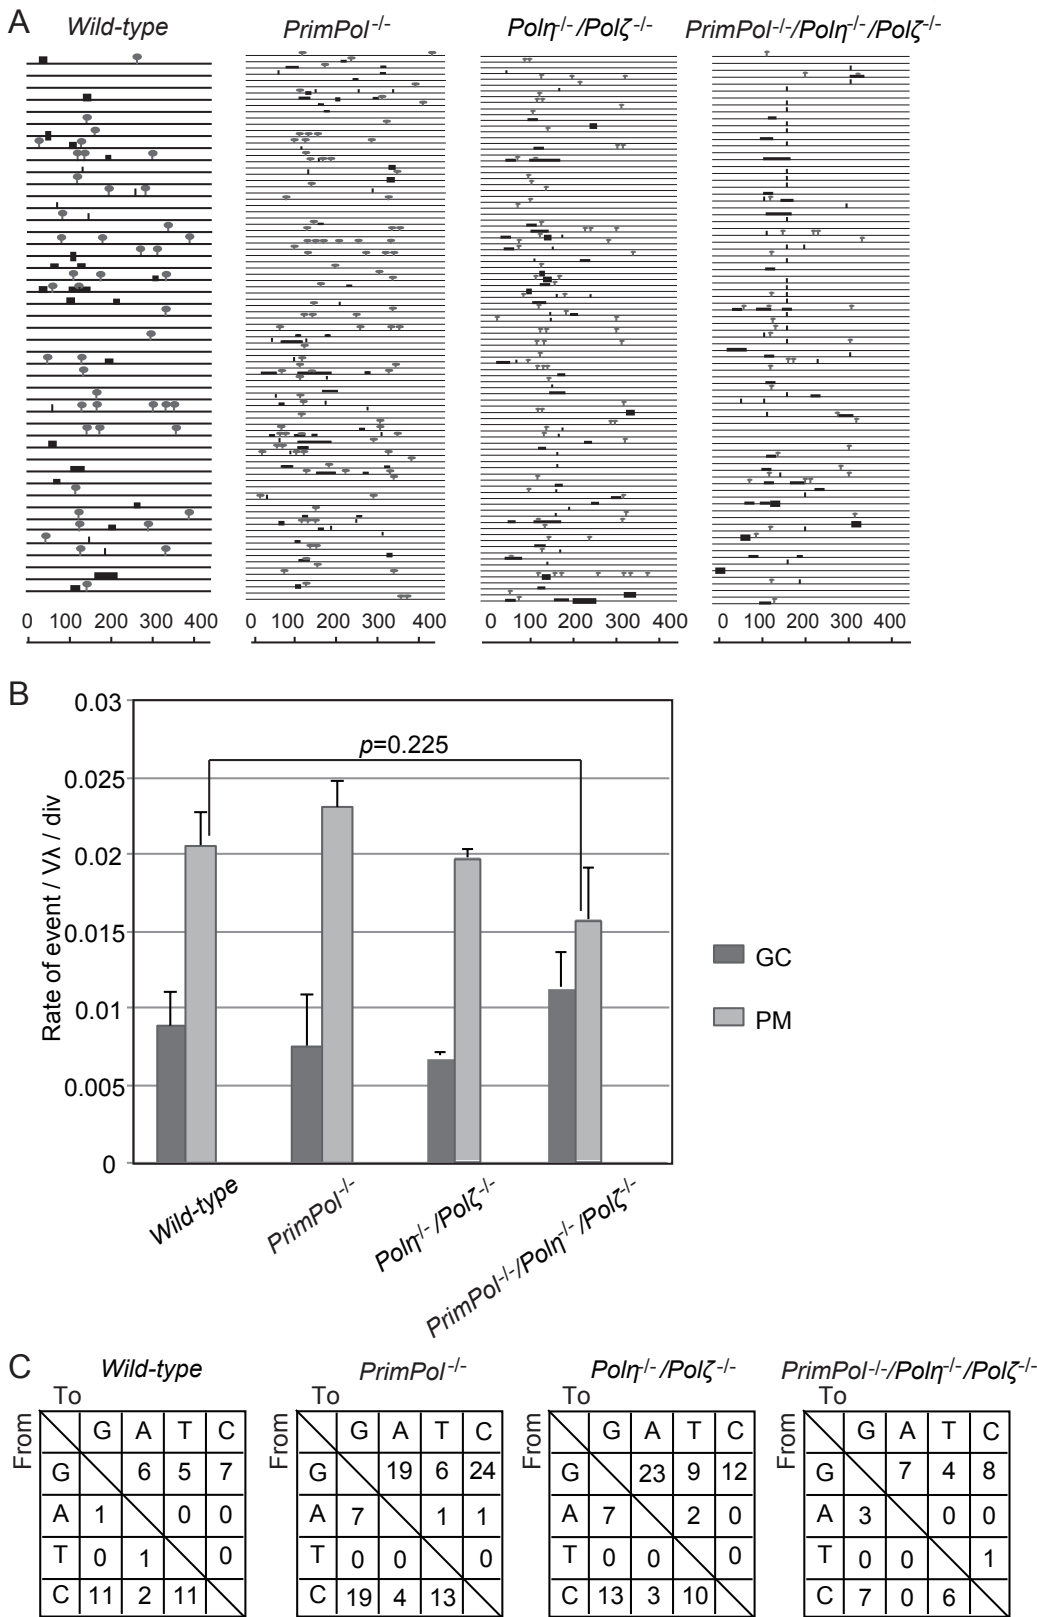 A
Wild-type PrimPol-/- Polη-/-/Polζ-/- PrimPol-/-/Polη-/-/Polζ-/-
0 100 200 300 400 0 100 200 300 400 0 100 200 300 400 0 100 200 300 400
B
0.03
0.025
0.02
0.015
0.01
0.005
0
Rate of event / Vλ / div
p=0.225
GC
PM
Wild-type
PrimPol-/-
Polη-/-/Polζ-/-
PrimPol-/-/Polη-/-/Polζ-/-
C
Wild-type PrimPol-/- Polη-/-/Polζ-/- PrimPol-/-/Polη-/-/Polζ-/-
To To To To
From From From From
G A T C G A T C G A T C G A T C
G 6 5 7 G 19 6 24 G 23 9 12 G 7 4 8
A 1 0 0 A 7 1 1 A 7 2 0 A 3 0 0
T 0 1 0 T 0 0 0 T 0 0 0 T 0 0 1
C 11 2 11 C 19 4 13 C 13 3 10 C 7 0 6